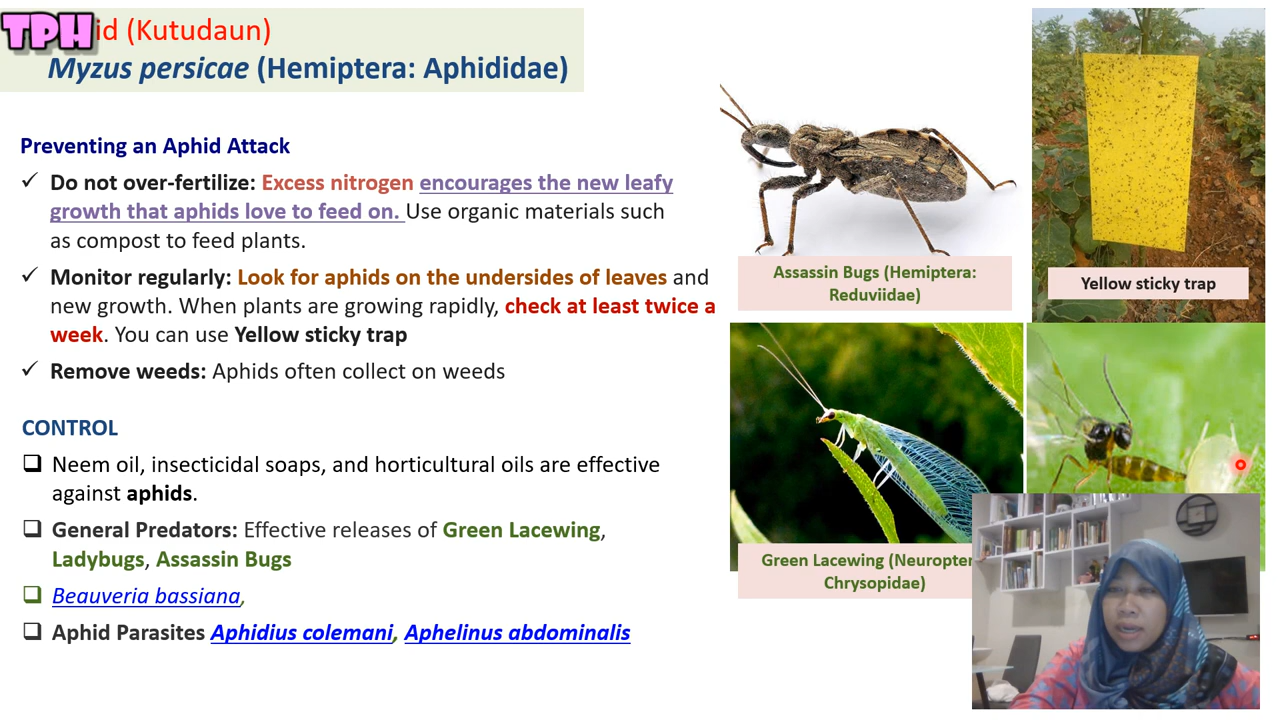 TPH
id (Kutudaun)
Myzus persicae (Hemiptera: Aphididae)
Preventing an Aphid Attack
✓ Do not over-fertilize: Excess nitrogen encourages the new leafy
growth that aphids love to feed on. Use organic materials such
as compost to feed plants.
✓ Monitor regularly: Look for aphids on the undersides of leaves and
new growth. When plants are growing rapidly, check at least twice a
week. You can use Yellow sticky trap
✓ Remove weeds: Aphids often collect on weeds
CONTROL
❑ Neem oil, insecticidal soaps, and horticultural oils are effective
against aphids.
❑ General Predators: Effective releases of Green Lacewing,
Ladybugs, Assassin Bugs
❑ Beauveria bassiana,
❑ Aphid Parasites Aphidius colemani, Aphelinus abdominalis
Assassin Bugs (Hemiptera:
Reduviidae)
Yellow sticky trap
Green Lacewing (Neuropter
Chrysopidae)